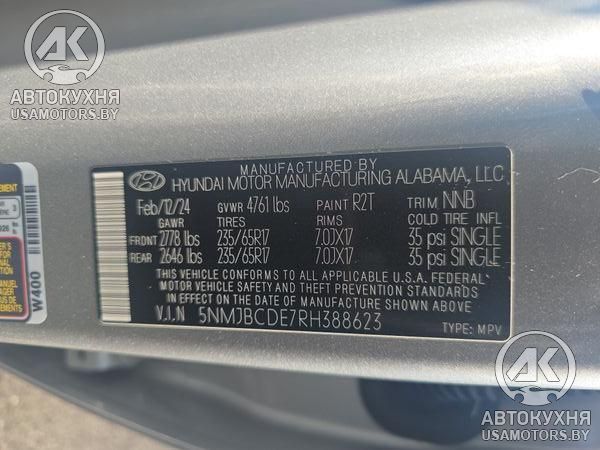 АК
АВТОКУХНЯ
USAMOTORS.BY
MANUFACTURED BY
HYUNDAI MOTOR MANUFACTURING ALABAMA, LLC
Feb/12/24 GVWR 4761 lbs PAINT R2T TRIM NNB
GAWR TIRES RIMS COLD TIRE INFL
FRONT 2778 lbs 235/65R17 7.0JX17 35 psi SINGLE
REAR 2646 lbs 235/65R17 7.0JX17 35 psi SINGLE
THIS VEHICLE CONFORMS TO ALL APPLICABLE U.S.A. FEDERAL
MOTOR VEHICLE SAFETY AND THEFT PREVENTION STANDARDS
IN EFFECT ON THE DATE OF MANUFACTURE SHOWN ABOVE
V.I.N 5NMJBCDE7RH388623
TYPE: MPV
W400
АК
АВТОКУХНЯ
USAMOTORS.BY